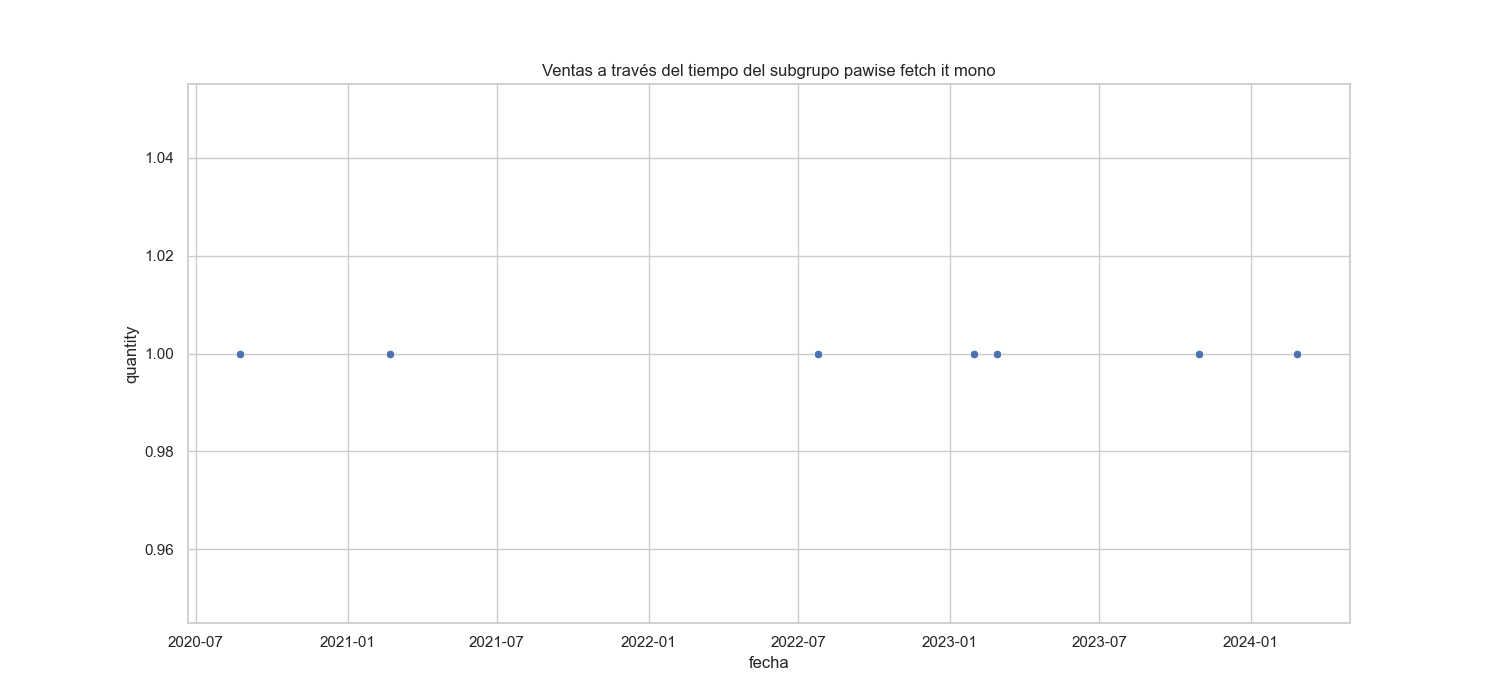 Ventas a través del tiempo del subgrupo pawise fetch it mono
1.04
1.02
1.00
0.98
0.96
quantity
2020-07 2021-01 2021-07 2022-01 2022-07 2023-01 2023-07 2024-01
fecha